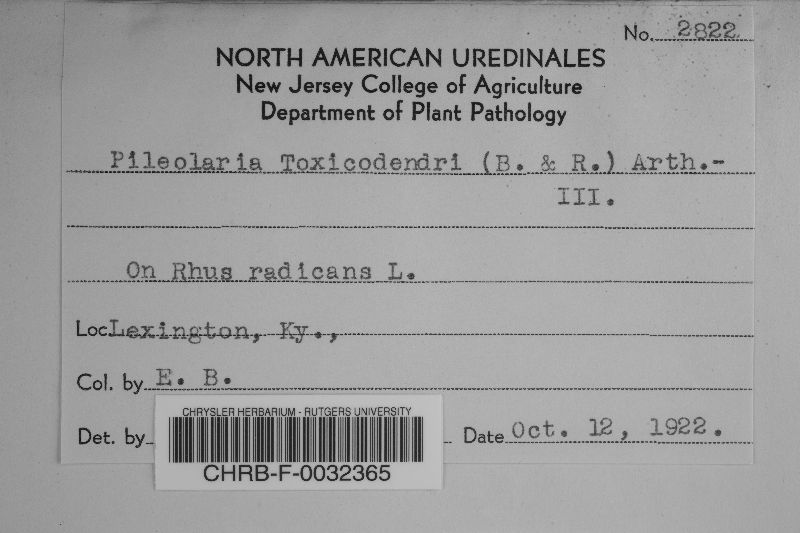 No. 2822
NORTH AMERICAN UREDINALES
New Jersey College of Agriculture
Department of Plant Pathology
Pileolaria Toxicodendri (B. & R.) Arth.-
III.
On Rhus radicans L.
Loc Lexington, Ky.,
Col. by E. B.
Det. by
Date Oct. 12, 1922.
CHRYSLER HERBARIUM - RUTGERS UNIVERSITY
CHRB-F-0032365